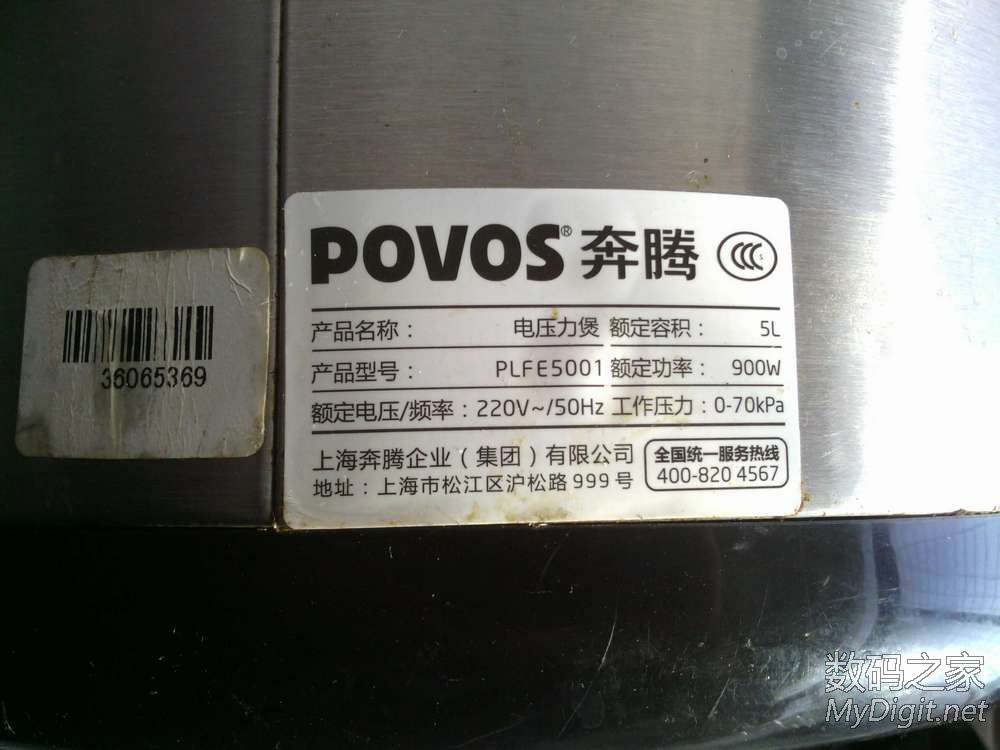 POVOS® 奔腾
产品名称： 电压力煲 额定容积： 5L
产品型号： PLFE5001 额定功率： 900W
额定电压/频率：220V~/50Hz 工作压力：0-70kPa
上海奔腾企业（集团）有限公司
地址：上海市松江区沪松路999号
全国统一服务热线
400-820 4567
36065369
数码之家
MyDigit.net